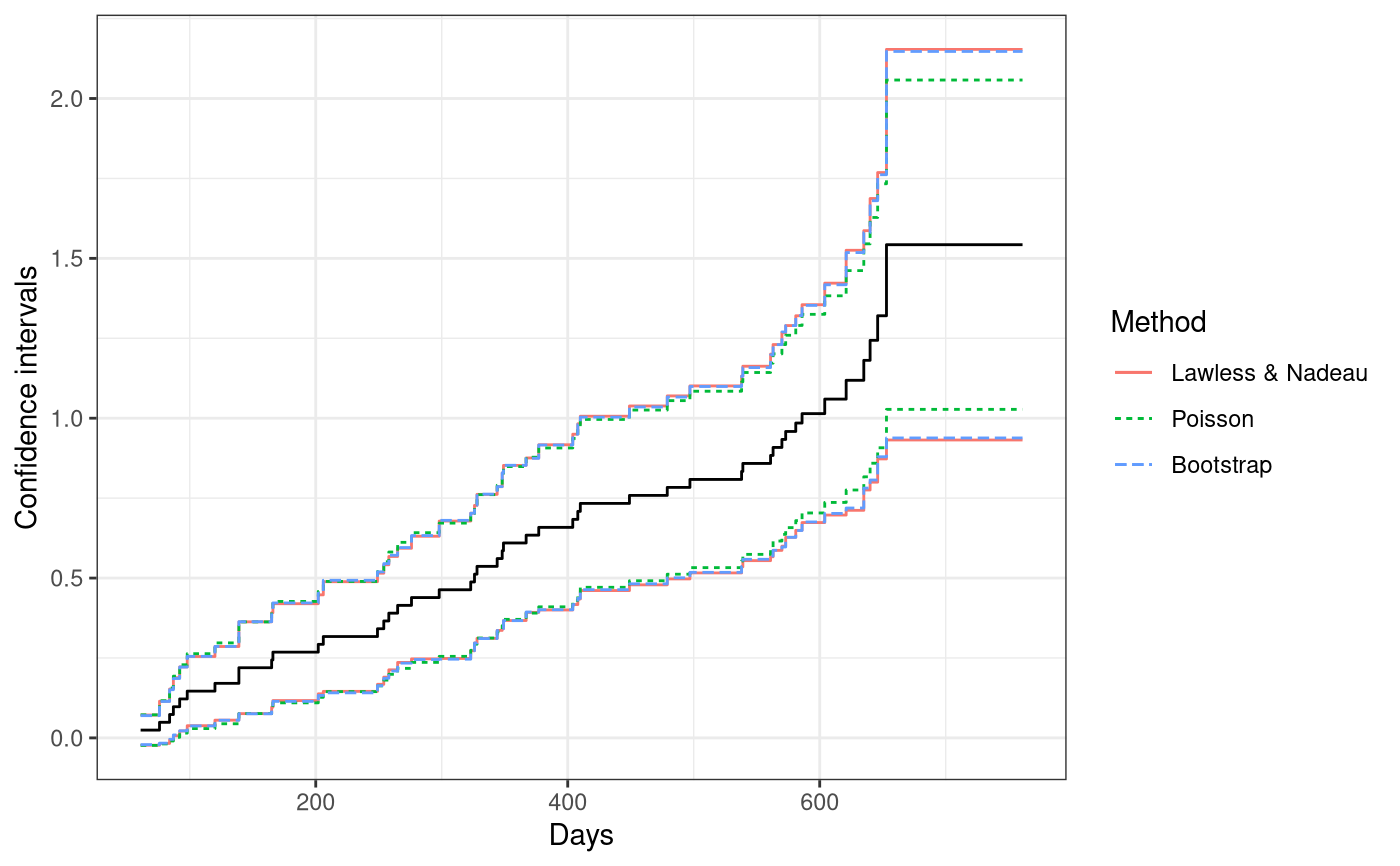 2.0
1.5
1.0
0.5
0.0
Confidence intervals
200 400 600
Days
Method
Lawless & Nadeau
Poisson
Bootstrap